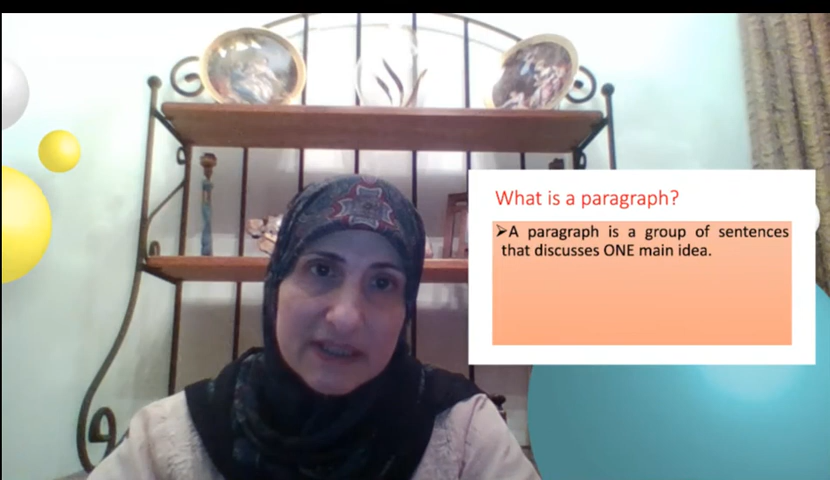 What is a paragraph?
➢A paragraph is a group of sentences
that discusses ONE main idea.